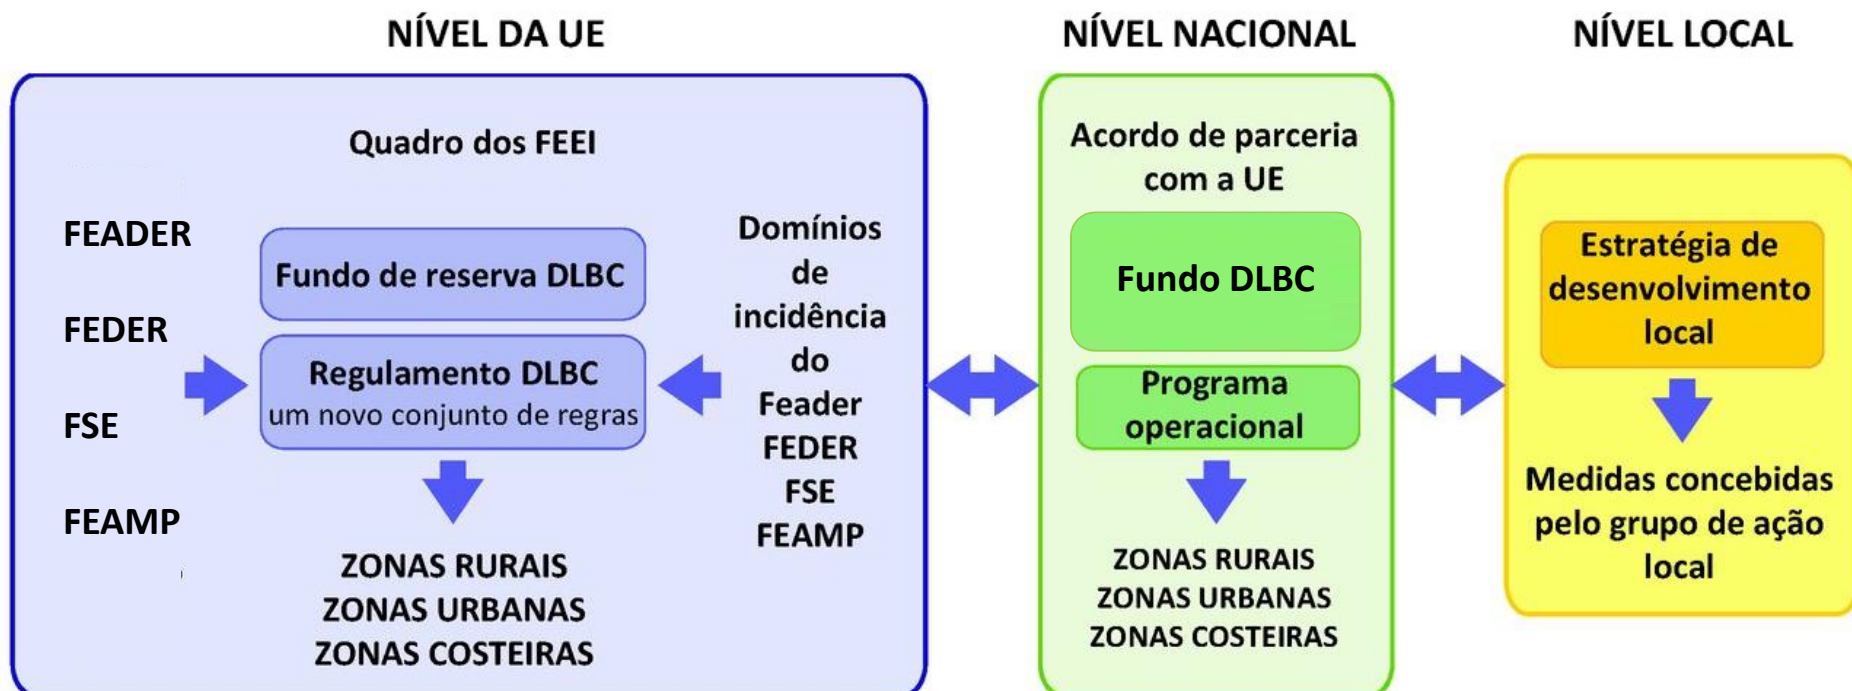 NÍVEL DA UE
Quadro dos FEEI
FEADER
FEDER
FSE
FEAMP
Fundo de reserva DLBC
Regulamento DLBC
um novo conjunto de regras
ZONAS RURAIS
ZONAS URBANAS
ZONAS COSTEIRAS
Domínios
de
incidência
do
Feader
FEDER
FSE
FEAMP
NÍVEL NACIONAL
Acordo de parceria
com a UE
Fundo DLBC
Programa
operacional
ZONAS RURAIS
ZONAS URBANAS
ZONAS COSTEIRAS
NÍVEL LOCAL
Estratégia de
desenvolvimento
local
Medidas concebidas
pelo grupo de ação
local